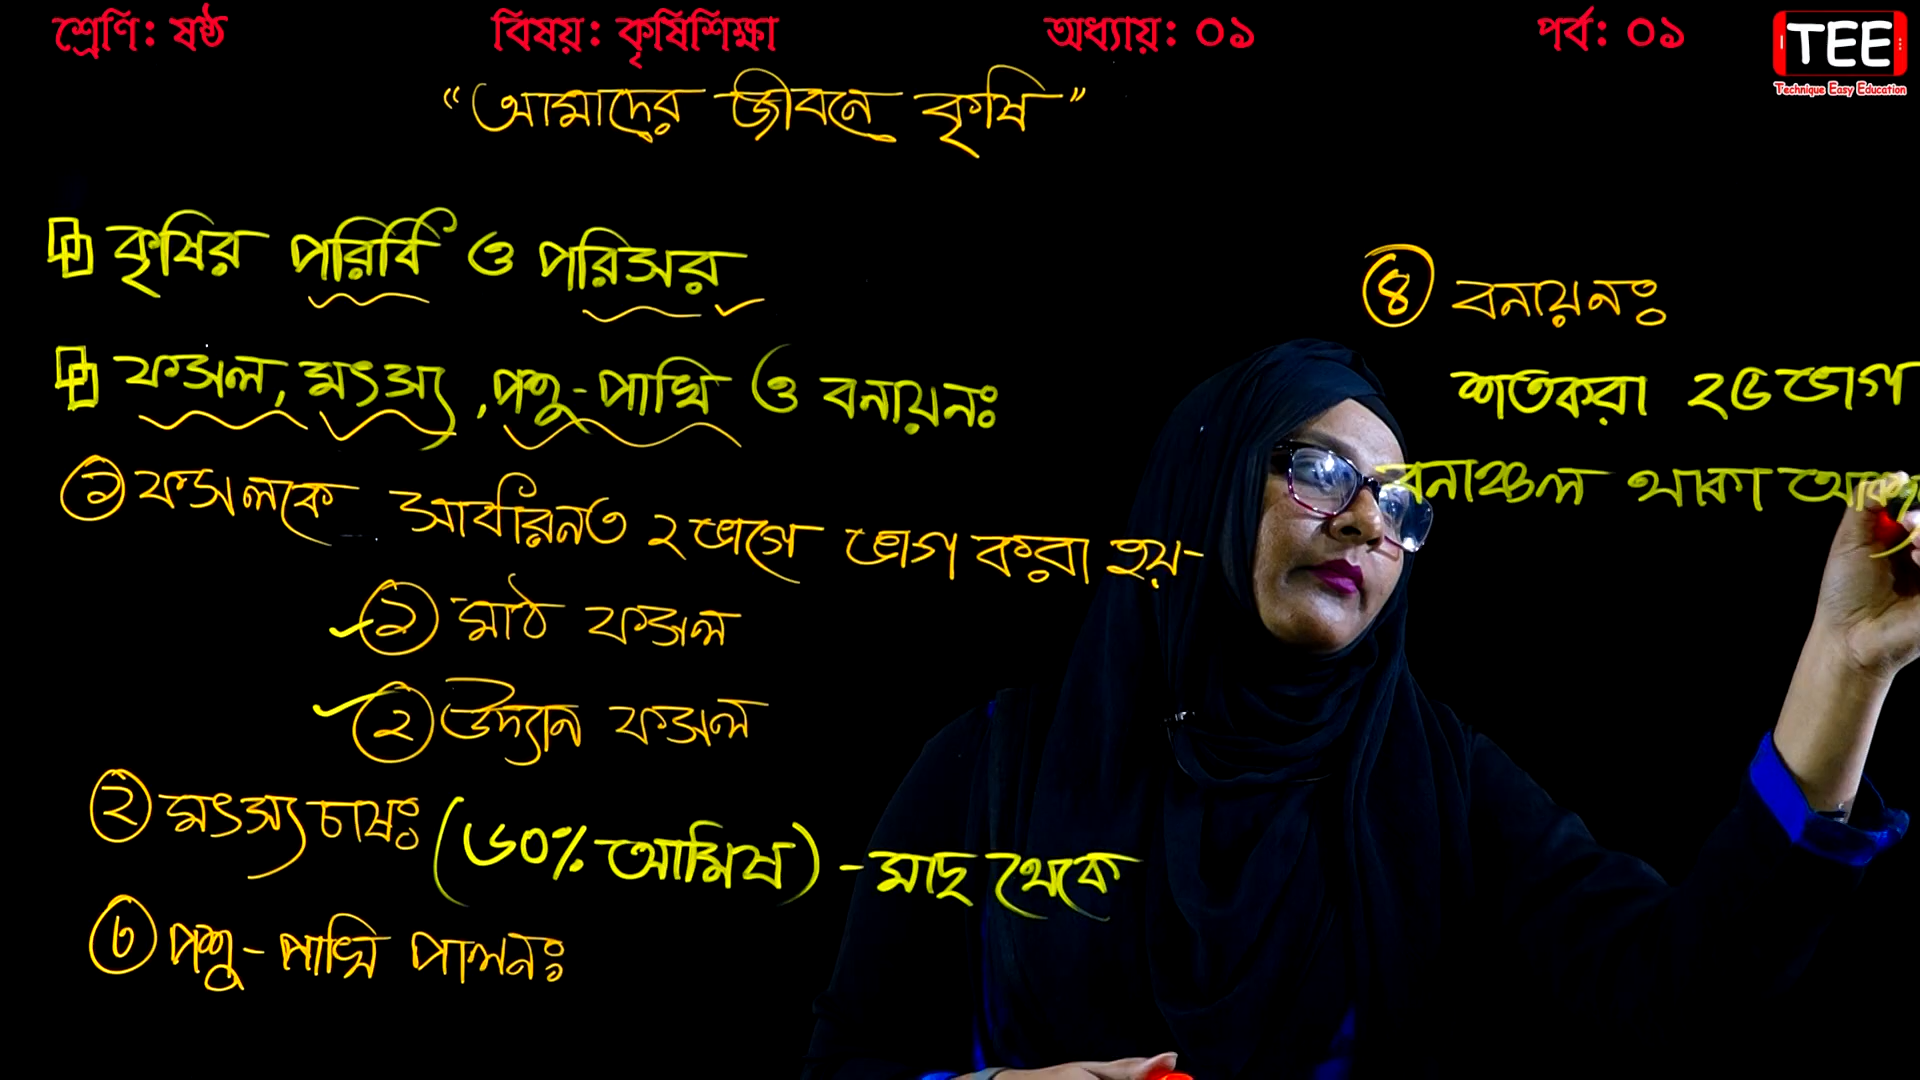 শ্রেণি: ষষ্ঠ
বিষয়: কৃষিশিক্ষা
অধ্যায়: ০১
পর্ব: ০১
TEE
Technique Easy Education
“আমাদের জীবনে কৃষি”
কৃষির পরিধি ও পরিসর
ফসল, মৎস্য, পশু-পাখি ও বনায়নঃ
১ ফসলকে সাধারনত ২ভাগে ভাগ করা হয়-
১ মাঠ ফসল
২ উদ্যান ফসল
২ মৎস্য চাষঃ (৬০% আমিষ) - মাছ থেকে
৩ পশু-পাখি পালনঃ
৪ বনায়নঃ
শতকরা ২৫ ভাগ
বনাঞ্চল থাকা